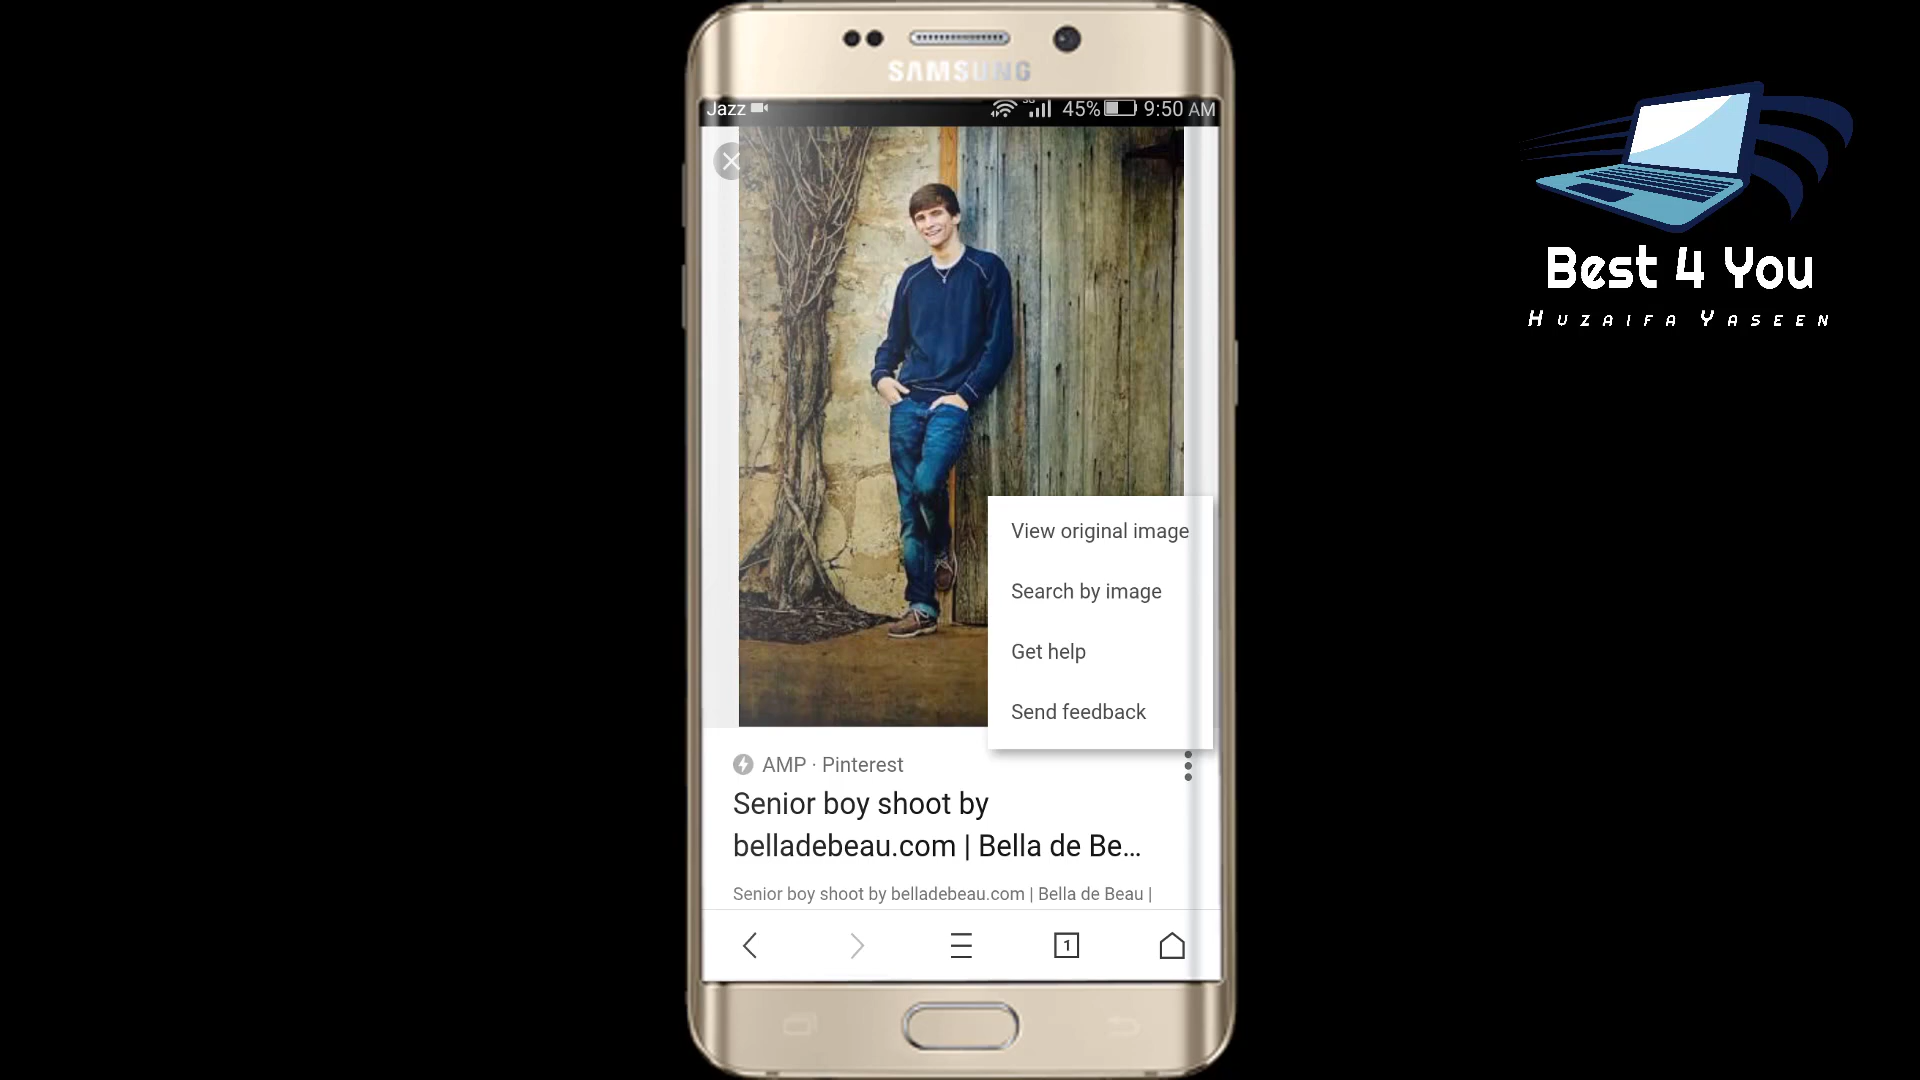 SAMSUNG
Jazz
45% 9:50 AM
View original image
Search by image
Get help
Send feedback
AMP · Pinterest
Senior boy shoot by
belladebeau.com | Bella de Be...
Senior boy shoot by belladebeau.com | Bella de Beau |
1
Best 4 You
Huzaifa Yaseen